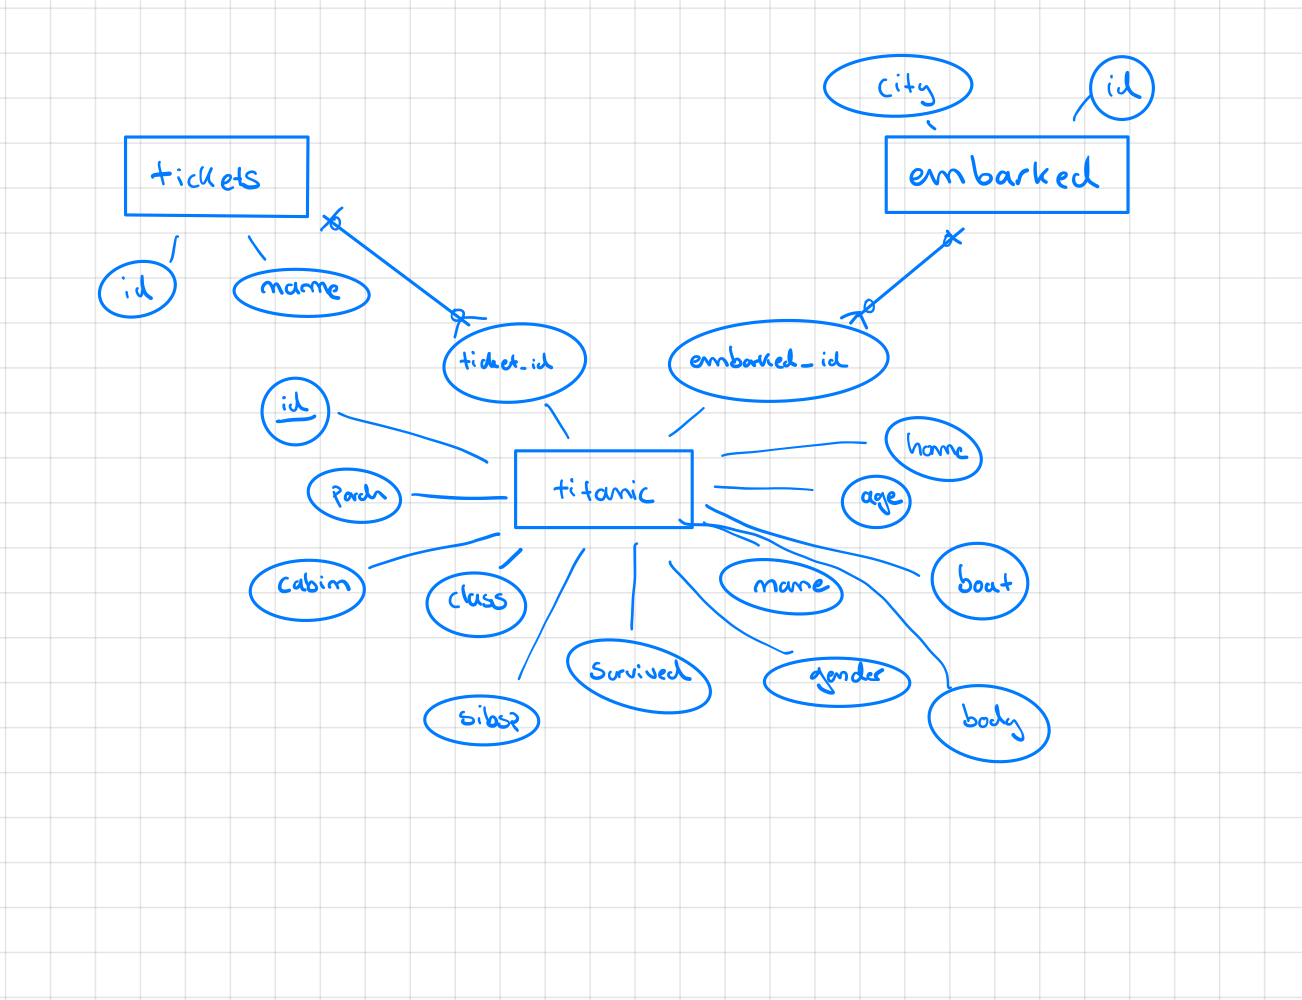 city
id
tickets
embarked
id
name
ticket_id
embarked_id
id
home
parch
titanic
age
cabin
class
name
boat
survived
gender
sibsp
body